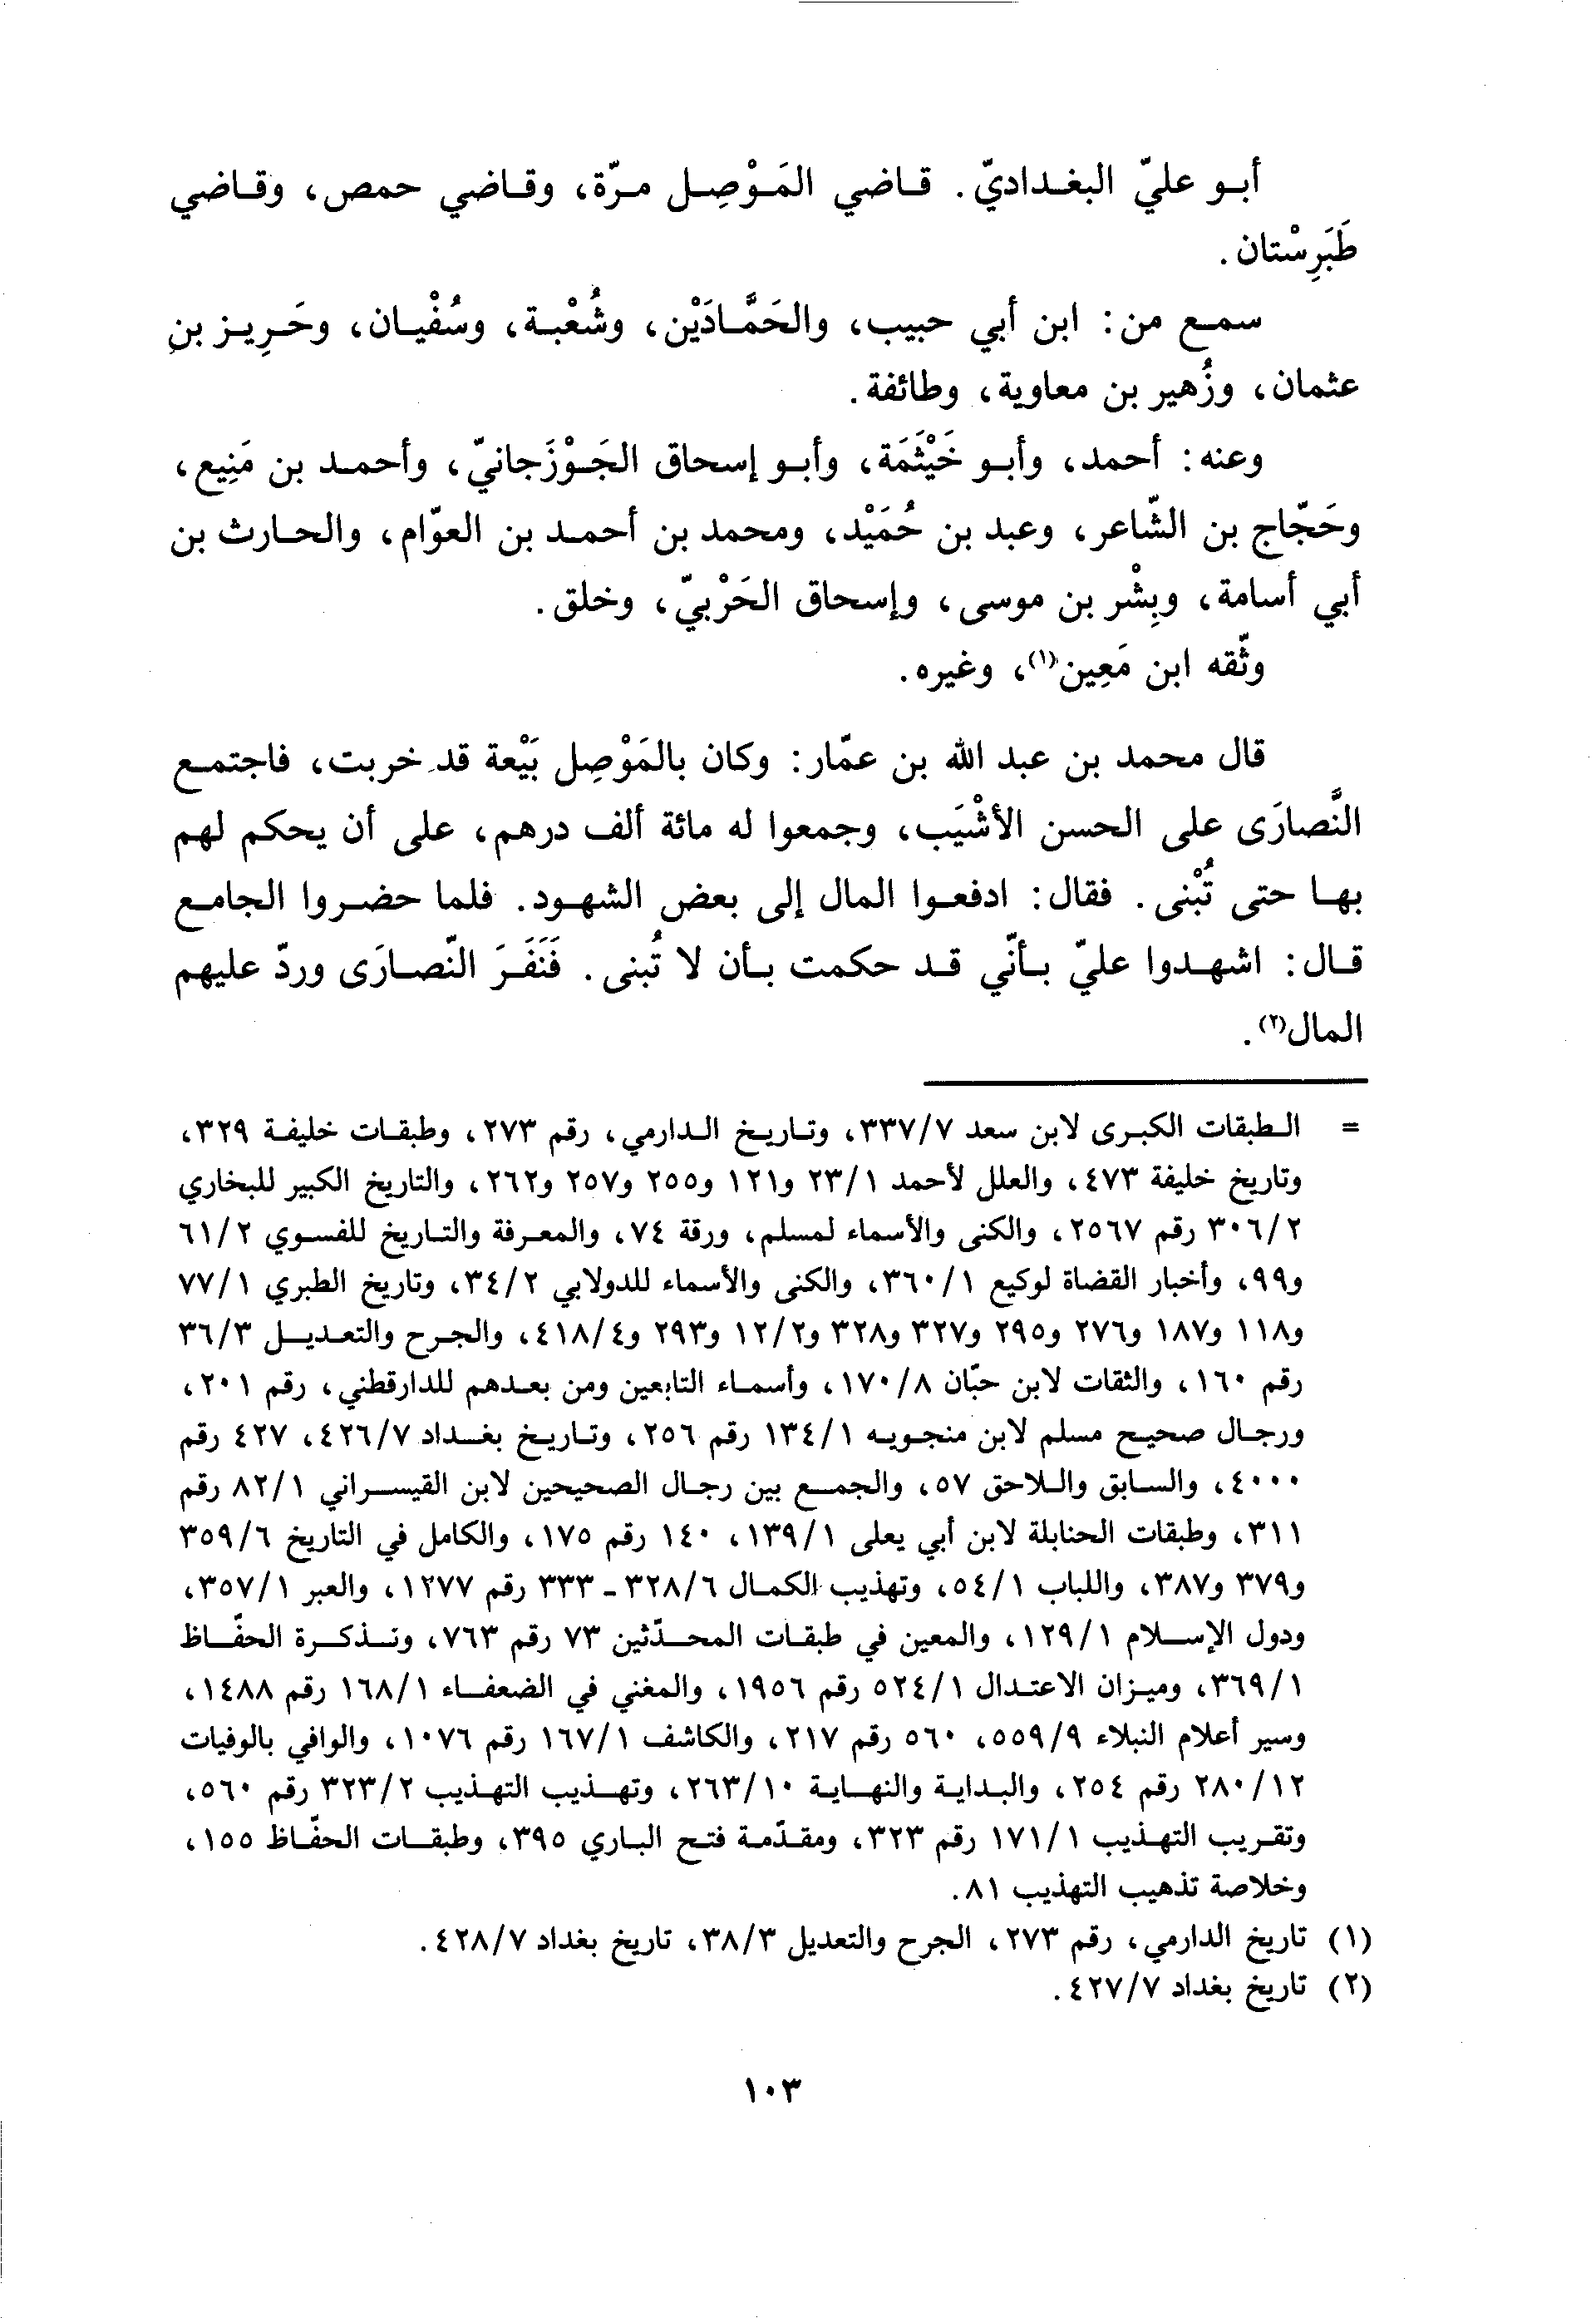 أبو عليّ البغداديّ. قاضي المَوْصِل مرّة، وقاضي حمص، وقاضي
طَبَرِسْتان.
سمع من: ابن أبي حبيب، والحَمَّادَيْن، وشُعْبة، وسُفْيان، وحَرِيز بنِ
عثمان، وزُهير بن معاوية، وطائفة.
وعنه: أحمد، وأبو خَيْثَمَة، وأبو إسحاق الجَوْزَجانيّ، وأحمد بن مَنِيع،
وحَجّاج بن الشّاعر، وعبد بن حُمَيْد، ومحمد بن أحمد بن العوّام، والحارث بن
أبي أسامة، وبِشْر بن موسى، وإسحاق الحَرْبيّ، وخلق.
وثّقه ابن مَعِين(١)، وغيره.
قال محمد بن عبد الله بن عمّار: وكان بالمَوْصِل بَيْعة قد خربت، فاجتمع
النَّصارَى على الحسن الأشْيَب، وجمعوا له مائة ألف درهم، على أن يحكم لهم
بها حتى تُبْنى. فقال: ادفعوا المال إلى بعض الشهود. فلما حضروا الجامع
قال: اشهدوا عليّ بأنّي قد حكمت بأن لا تُبنى. فَنَفَرَ النّصارَى وردّ عليهم
المال(٢).
= الطبقات الكبرى لابن سعد ٣٣٧/٧، وتاريخ الدارمي، رقم ٢٧٣، وطبقات خليفة ٣٢٩،
وتاريخ خليفة ٤٧٣، والعلل لأحمد ٢٣/١ و١٢١ و٢٥٥ و٢٥٧ و٢٦٢، والتاريخ الكبير للبخاري
٣٠٦/٢ رقم ٢٥٦٧، والكنى والأسماء لمسلم، ورقة ٧٤، والمعرفة والتاريخ للفسوي ٦١/٢
و٩٩، وأخبار القضاة لوكيع ٣٦٠/١، والكنى والأسماء للدولابي ٣٤/٢، وتاريخ الطبري ٧٧/١
و١١٨ و١٨٧ و٢٧٦ و٢٩٥ و٣٢٧ و٣٢٨ و١٢/٢ و٢٩٣ و٤١٨/٤، والجرح والتعديل ٣٦/٣
رقم ١٦٠، والثقات لابن حبّان ١٧٠/٨، وأسماء التابعين ومن بعدهم للدارقطني، رقم ٢٠١،
ورجال صحيح مسلم لابن منجويه ١٣٤/١ رقم ٢٥٦، وتاريخ بغداد ٤٢٦/٧، ٤٢٧ رقم
٤٠٠٠، والسابق واللاحق ٥٧، والجمع بين رجال الصحيحين لابن القيسراني ٨٢/١ رقم
٣١١، وطبقات الحنابلة لابن أبي يعلى ١٣٩/١، ١٤٠ رقم ١٧٥، والكامل في التاريخ ٣٥٩/٦
و٣٧٩ و٣٨٧، واللباب ٥٤/١، وتهذيب الكمال ٣٢٨/٦ - ٣٣٣ رقم ١٢٧٧، والعبر ٣٥٧/١،
ودول الإسلام ١٢٩/١، والمعين في طبقات المحدّثين ٧٣ رقم ٧٦٣، وتذكرة الحفّاظ
٣٦٩/١، وميزان الاعتدال ٥٢٤/١ رقم ١٩٥٦، والمغني في الضعفاء ١٦٨/١ رقم ١٤٨٨،
وسير أعلام النبلاء ٥٥٩/٩، ٥٦٠ رقم ٢١٧، والكاشف ١٦٧/١ رقم ١٠٧٦، والوافي بالوفيات
٢٨٠/١٢ رقم ٢٥٤، والبداية والنهاية ٢٦٣/١٠، وتهذيب التهذيب ٣٢٣/٢ رقم ٥٦٠،
وتقريب التهذيب ١٧١/١ رقم ٣٢٣، ومقدّمة فتح الباري ٣٩٥، وطبقات الحفّاظ ١٥٥،
وخلاصة تذهيب التهذيب ٨١.
(١) تاريخ الدارمي، رقم ٢٧٣، الجرح والتعديل ٣٨/٣، تاريخ بغداد ٤٢٨/٧.
(٢) تاريخ بغداد ٤٢٧/٧.
١٠٣